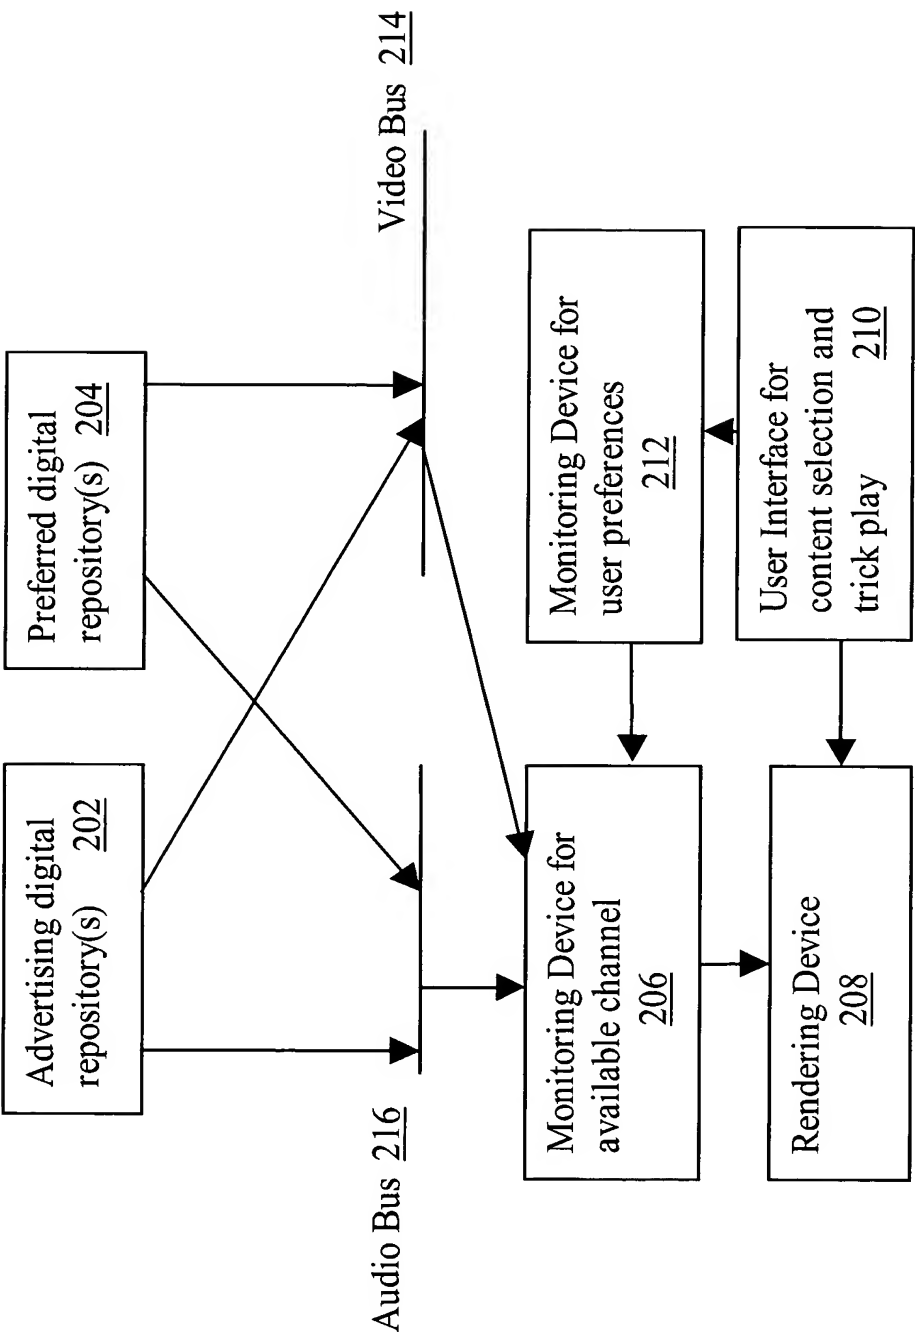 Advertising digital
repository(s) 202
Preferred digital
repository(s) 204
Audio Bus 216
Video Bus 214
Monitoring Device for
available channel
206
Monitoring Device for
user preferences
212
Rendering Device
208
User Interface for
content selection and
trick play 210